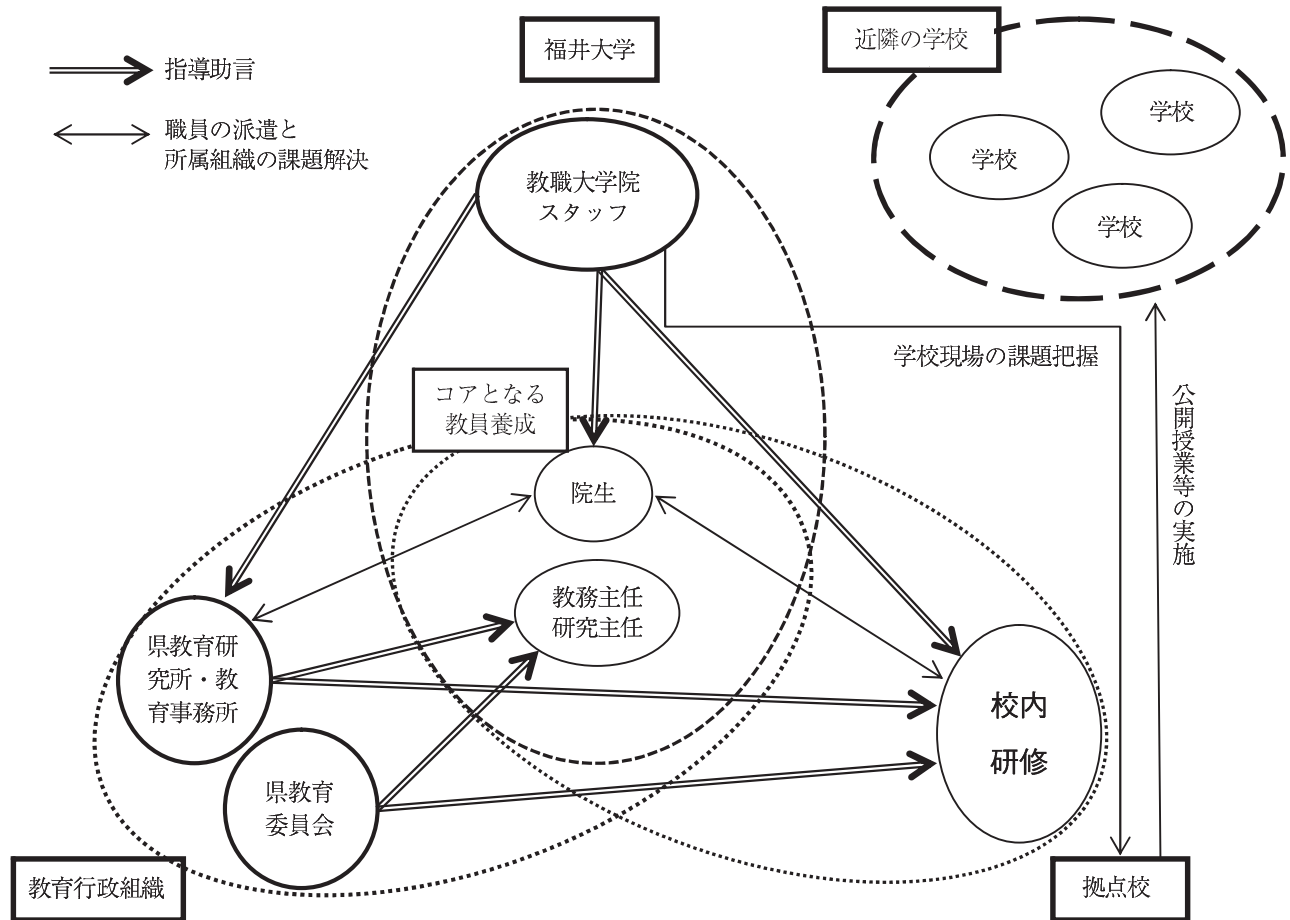 指導助言
職員の派遣と
所属組織の課題解決
福井大学
近隣の学校
学校
学校
学校
教職大学院
スタッフ
学校現場の課題把握
公開授業等の実施
コアとなる
教員養成
院生
教務主任
研究主任
県教育研
究所・教
育事務所
県教育
委員会
校内
研修
教育行政組織
拠点校